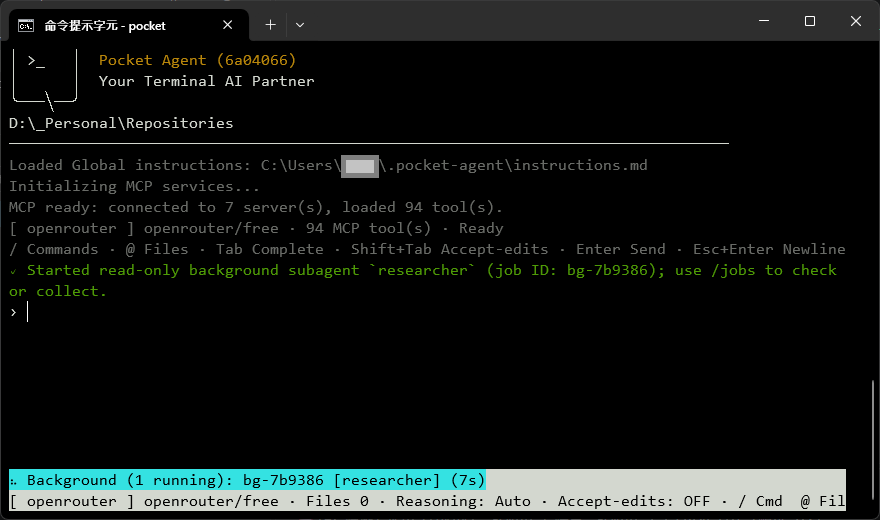 命令提示字元 - pocket
>_
Pocket Agent (6a04066)
Your Terminal AI Partner
D:\_Personal\Repositories
Loaded Global instructions: C:\Users\ \.pocket-agent\instructions.md
Initializing MCP services...
MCP ready: connected to 7 server(s), loaded 94 tool(s).
[ openrouter ] openrouter/free · 94 MCP tool(s) · Ready
/ Commands · @ Files · Tab Complete · Shift+Tab Accept-edits · Enter Send · Esc+Enter Newline
✓ Started read-only background subagent `researcher` (job ID: bg-7b9386); use /jobs to check
or collect.
›
Background (1 running): bg-7b9386 [researcher] (7s)
[ openrouter ] openrouter/free · Files 0 · Reasoning: Auto · Accept-edits: OFF · / Cmd  @ Fil